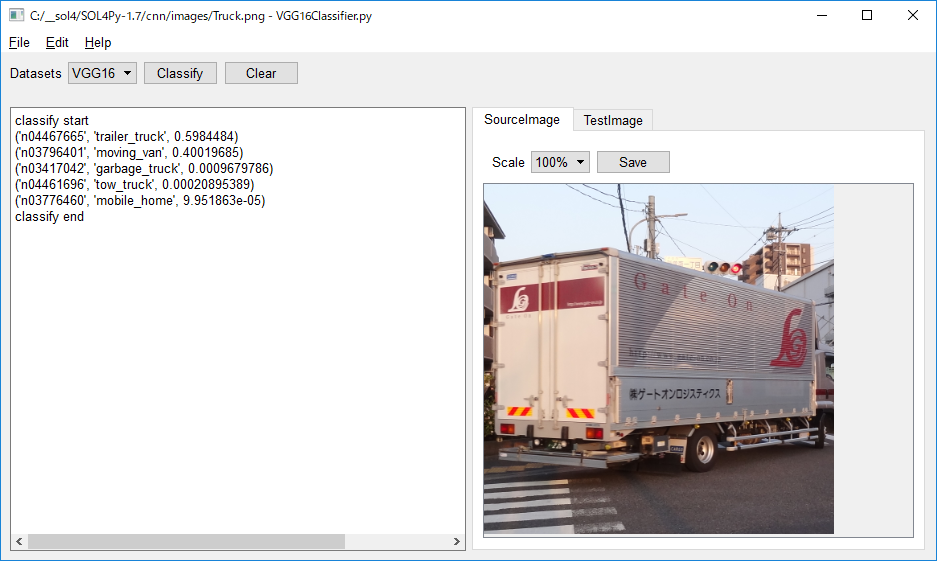 C:/__sol4/SOL4Py-1.7/cnn/images/Truck.png - VGG16Classifier.py
File Edit Help
Datasets VGG16 Classify Clear
classify start
('n04467665', 'trailer_truck', 0.5984484)
('n03796401', 'moving_van', 0.40019685)
('n03417042', 'garbage_truck', 0.0009679786)
('n04461696', 'tow_truck', 0.00020895389)
('n03776460', 'mobile_home', 9.951863e-05)
classify end
SourceImage TestImage
Scale 100% Save
Gate On
㈱ゲートオンロジスティクス